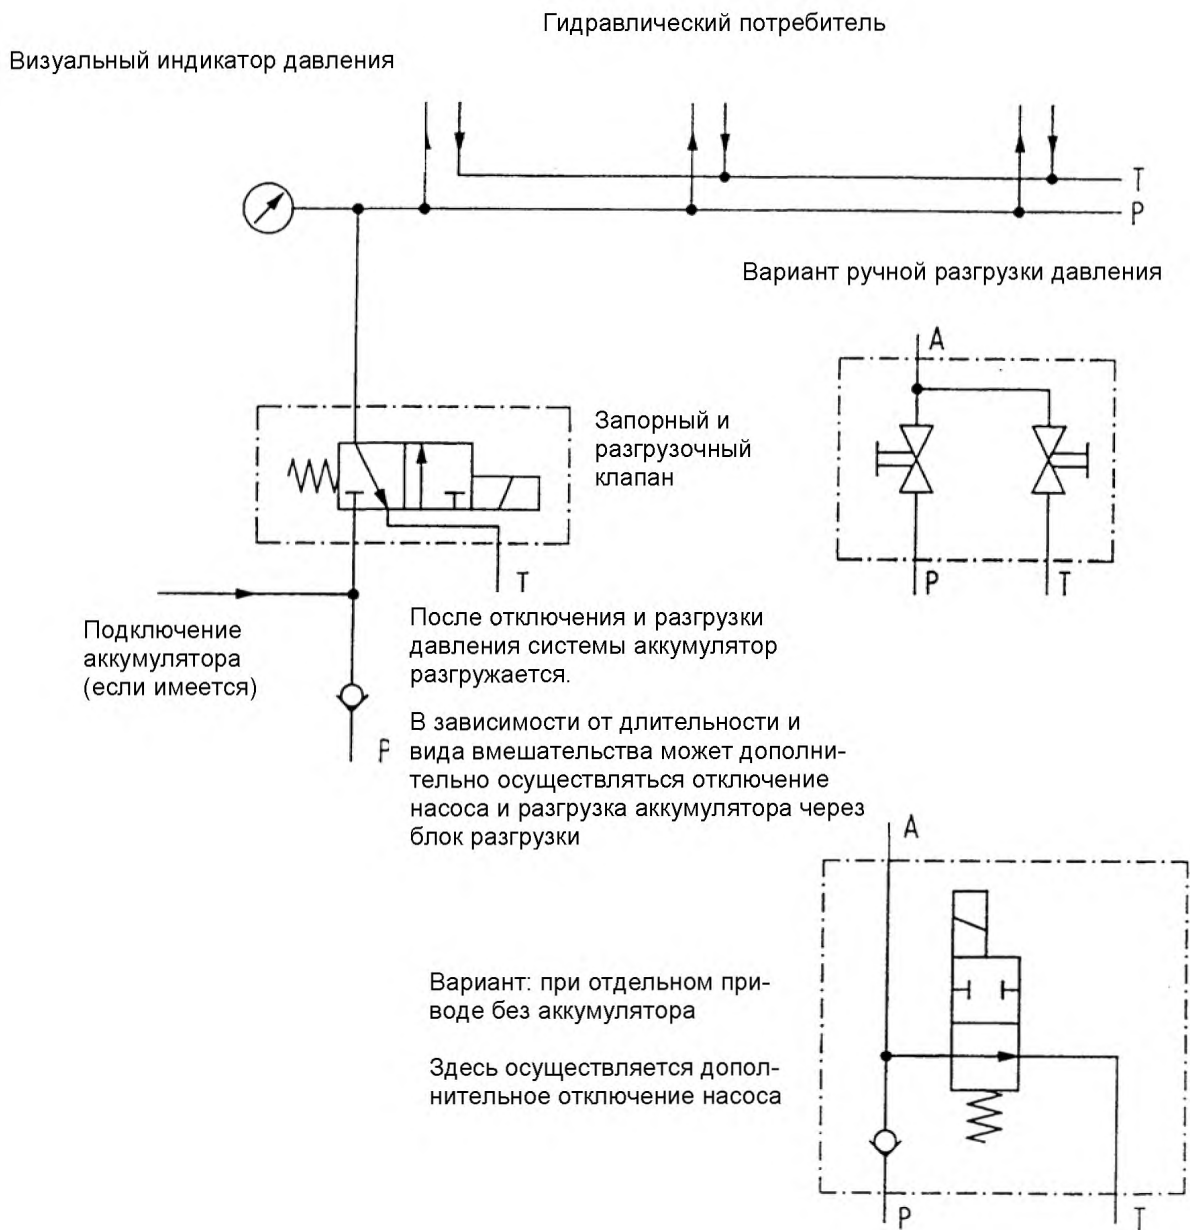 Гидравлический потребитель
Визуальный индикатор давления
T
P
Вариант ручной разгрузки давления
A
Запорный и
разгрузочный
клапан
P
T
T
Подключение
аккумулятора
(если имеется)
После отключения и разгрузки
давления системы аккумулятор
разгружается.
P
В зависимости от длительности и
вида вмешательства может дополни-
тельно осуществляться отключение
насоса и разгрузка аккумулятора через
блок разгрузки
A
Вариант: при отдельном при-
воде без аккумулятора
Здесь осуществляется допол-
нительное отключение насоса
P
T